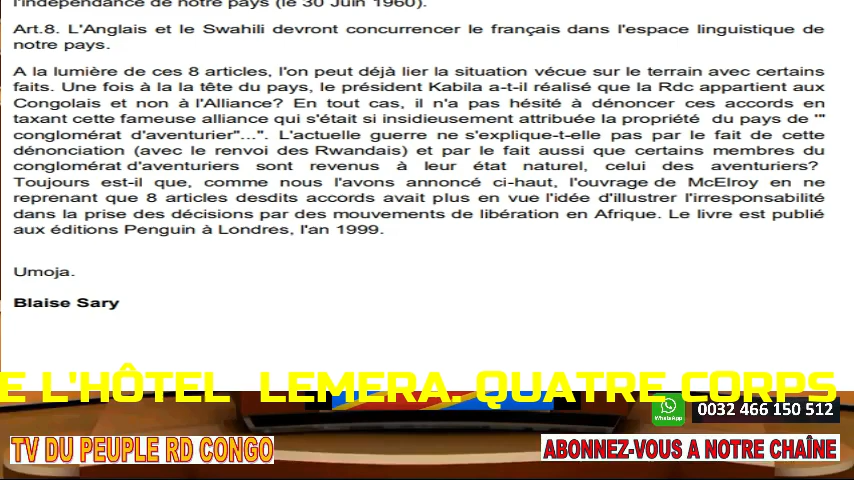 l'indépendance de notre pays (le 30 Juin 1960).
Art.8. L'Anglais et le Swahili devront concurrencer le français dans l'espace linguistique de
notre pays.
A la lumière de ces 8 articles, l'on peut déjà lier la situation vécue sur le terrain avec certains
faits. Une fois à la la tête du pays, le président Kabila a-t-il réalisé que la Rdc appartient aux
Congolais et non à l'Alliance? En tout cas, il n'a pas hésité à dénoncer ces accords en
taxant cette fameuse alliance qui s'était si insidieusement attribuée la propriété du pays de '"
conglomérat d'aventurier"...". L'actuelle guerre ne s'explique-t-elle pas par le fait de cette
dénonciation (avec le renvoi des Rwandais) et par le fait aussi que certains membres du
conglomérat d'aventuriers sont revenus à leur état naturel, celui des aventuriers?
Toujours est-il que, comme nous l'avons annoncé ci-haut, l'ouvrage de McElroy en ne
reprenant que 8 articles desdits accords avait plus en vue l'idée d'illustrer l'irresponsabilité
dans la prise des décisions par des mouvements de libération en Afrique. Le livre est publié
aux éditions Penguin à Londres, l'an 1999.
Umoja.
Blaise Sary
E L'HÔTEL LEMERA. QUATRE CORPS
WhatsApp
0032 466 150 512
TV DU PEUPLE RD CONGO
ABONNEZ-VOUS A NOTRE CHAÎNE